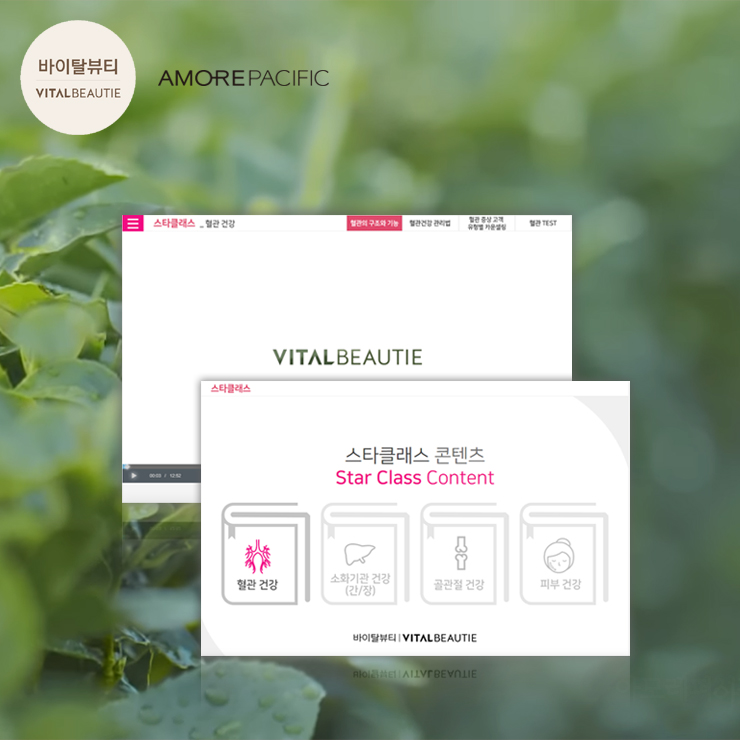 바이탈뷰티
VITALBEAUTIE
AMOREPACIFIC
스타클래스 _ 혈관 건강
혈관의 구조와 기능
혈관건강 관리법
혈관 증상 고객
유형별 카운셀링
혈관 TEST
VITALBEAUTIE
스타클래스
스타클래스 콘텐츠
Star Class Content
혈관 건강
소화기관 건강
(간/장)
골관절 건강
피부 건강
바이탈뷰티 | VITALBEAUTIE